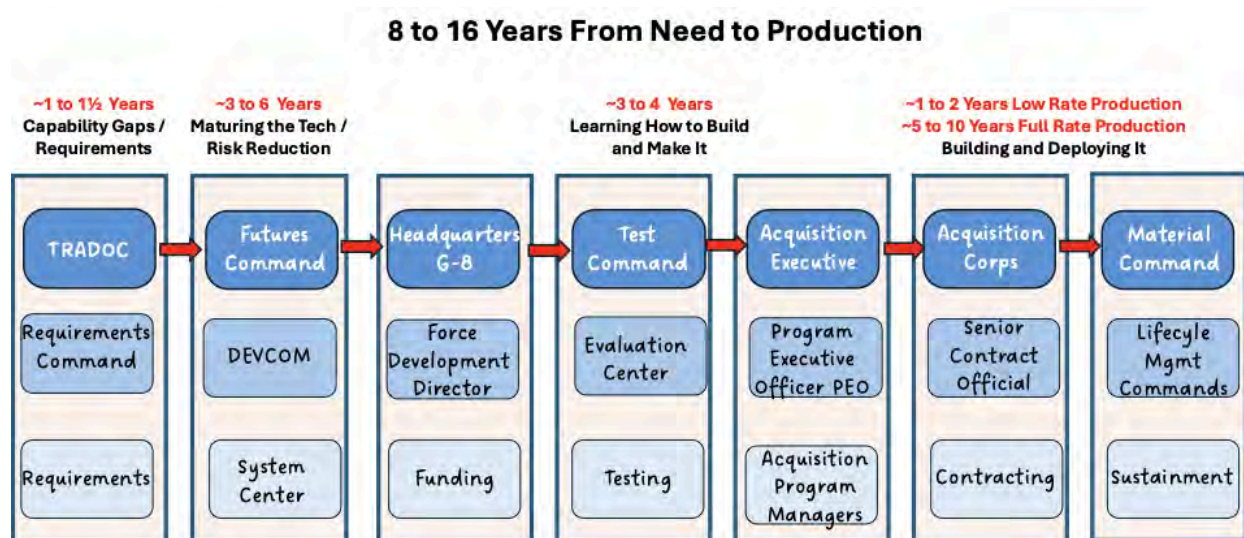 8 to 16 Years From Need to Production
~1 to 1½ Years
Capability Gaps /
Requirements
~3 to 6 Years
Maturing the Tech /
Risk Reduction
~3 to 4 Years
Learning How to Build
and Make It
~1 to 2 Years Low Rate Production
~5 to 10 Years Full Rate Production
Building and Deploying It
TRADOC
Futures
Command
Headquarters
G-8
Test
Command
Acquisition
Executive
Acquisition
Corps
Material
Command
Requirements
Command
DEVCOM
Force
Development
Director
Evaluation
Center
Program
Executive
Officer PEO
Senior
Contract
Official
Lifecyle
Mgmt
Commands
Requirements
System
Center
Funding
Testing
Acquisition
Program
Managers
Contracting
Sustainment